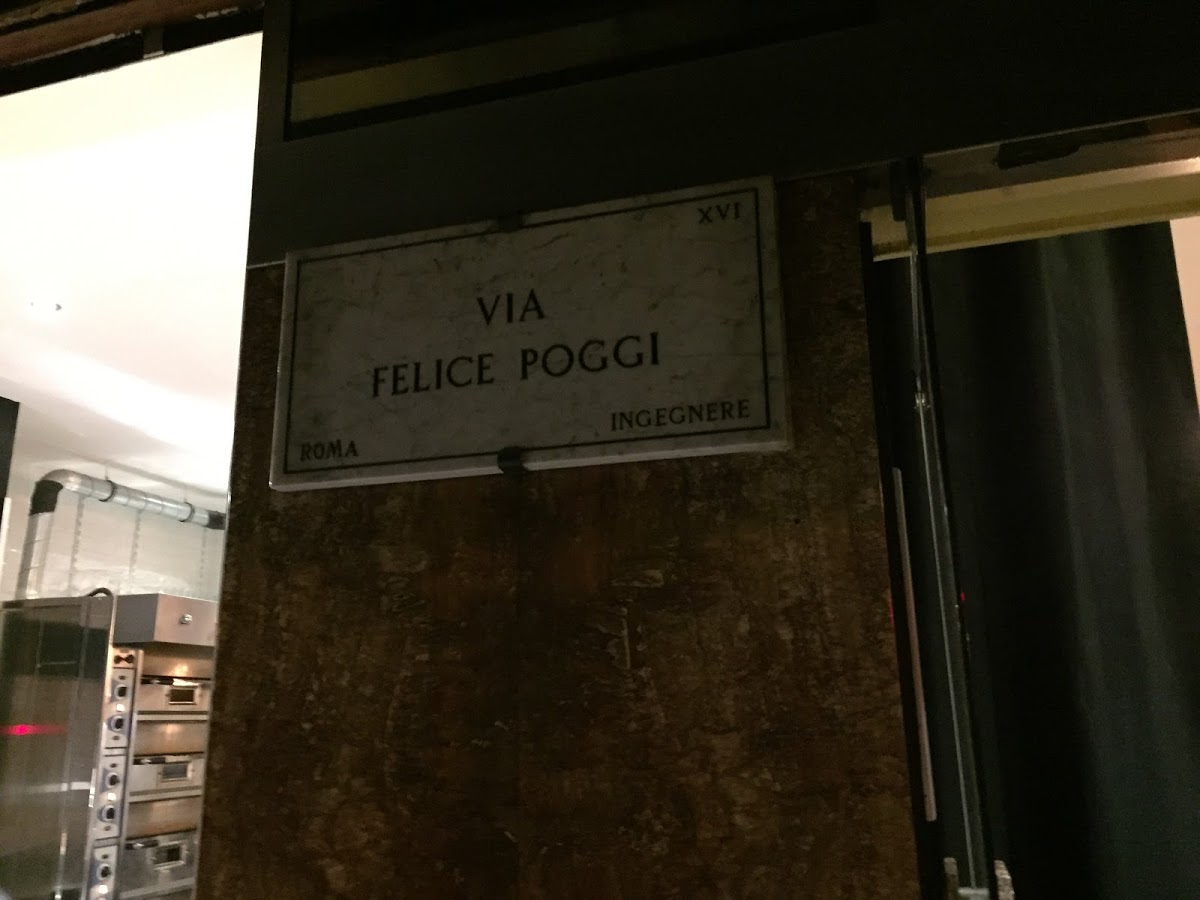 XVI
VIA
FELICE POGGI
INGEGNERE
ROMA